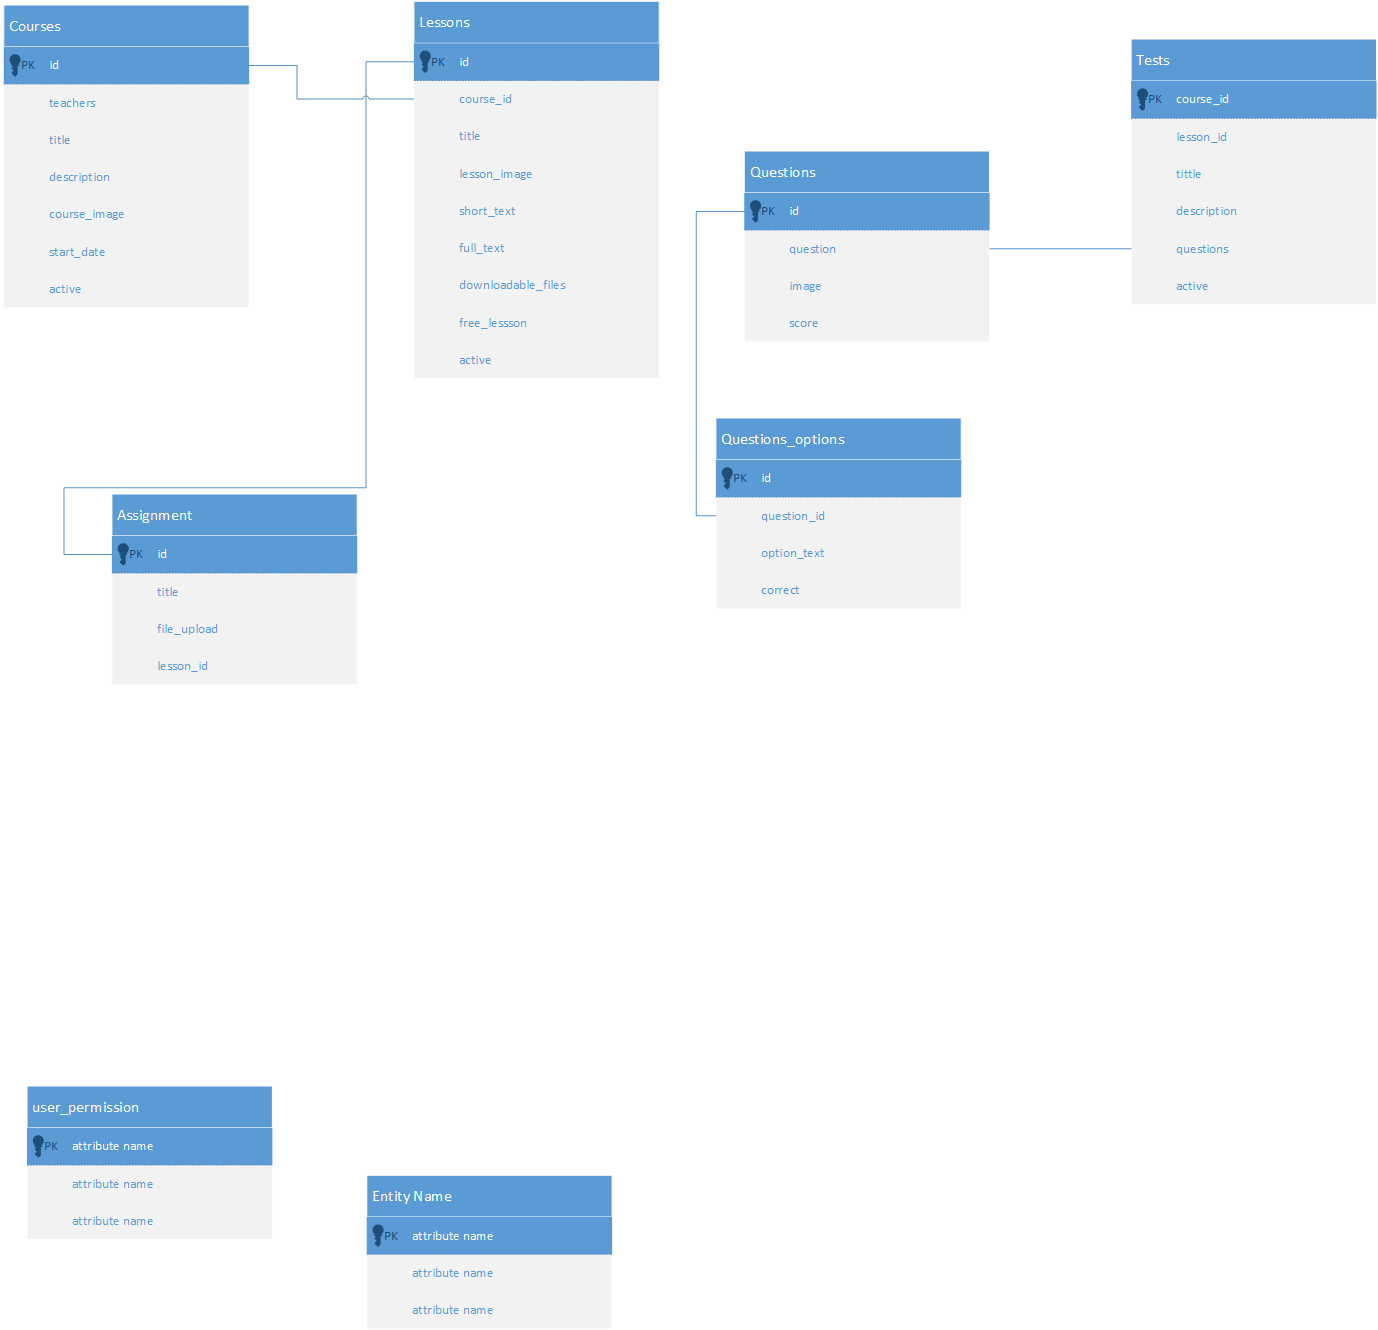 Courses
PK id
teachers
title
description
course_image
start_date
active
Lessons
PK id
course_id
title
lesson_image
short_text
full_text
downloadable_files
free_lessson
active
Tests
PK course_id
lesson_id
tittle
description
questions
active
Questions
PK id
question
image
score
Questions_options
PK id
question_id
option_text
correct
Assignment
PK id
title
file_upload
lesson_id
user_permission
PK attribute name
attribute name
attribute name
Entity Name
PK attribute name
attribute name
attribute name